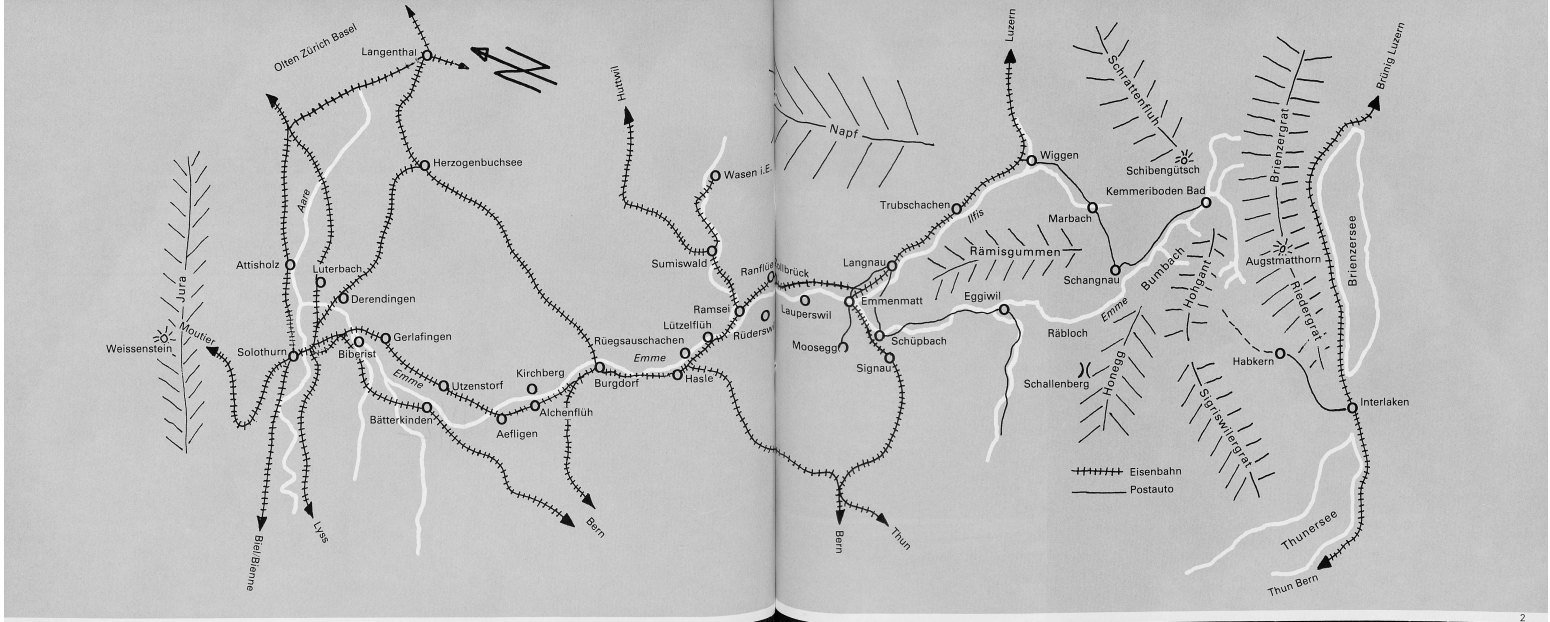 Olten Zürich Basel
Langenthal
Huttwil
Herzogenbuchsee
Aare
Jura
Weissenstein
Moutier
Attisholz
Luterbach
Derendingen
Solothurn
Biberist
Gerlafingen
Emme
Utzenstorf
Bätterkinden
Kirchberg
Alchenflüh
Aefligen
Burgdorf
Biel/Bienne
Lyss
Bern
Wasen i.E.
Sumiswald
Ramsei
Lützelflüh
Rüegsauschachen
Emme
Hasle
Napf
Luzern
Wiggen
Trubschachen
Ilfis
Marbach
Rämisgummen
Langnau
Lauperswil
Emmenmatt
Moosegg
Schüpbach
Signau
Eggiwil
Bern
Thun
Schrattenfluh
Schibengütsch
Kemmeriboden Bad
Schangnau
Bumbach
Emme
Räbloch
Hohgant
Honegg
Schallenberg
Brienzergrat
Augstmatthorn
Riedergrat
Brienzersee
Brünig Luzern
Habkern
Interlaken
Sigriswilergrat
Thunersee
Thun Bern
Eisenbahn
Postauto
2